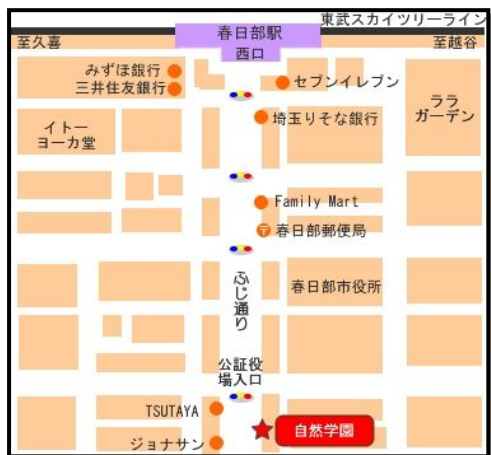 東武スカイツリーライン
春日部駅
至久喜
西口
至越谷
みずほ銀行
三井住友銀行
セブンイレブン
ララ
ガーデン
埼玉りそな銀行
イトー
ヨーカ堂
Family Mart
〒春日部郵便局
ふじ通り
春日部市役所
公証役
場入口
TSUTAYA
自然学園
ジョナサン